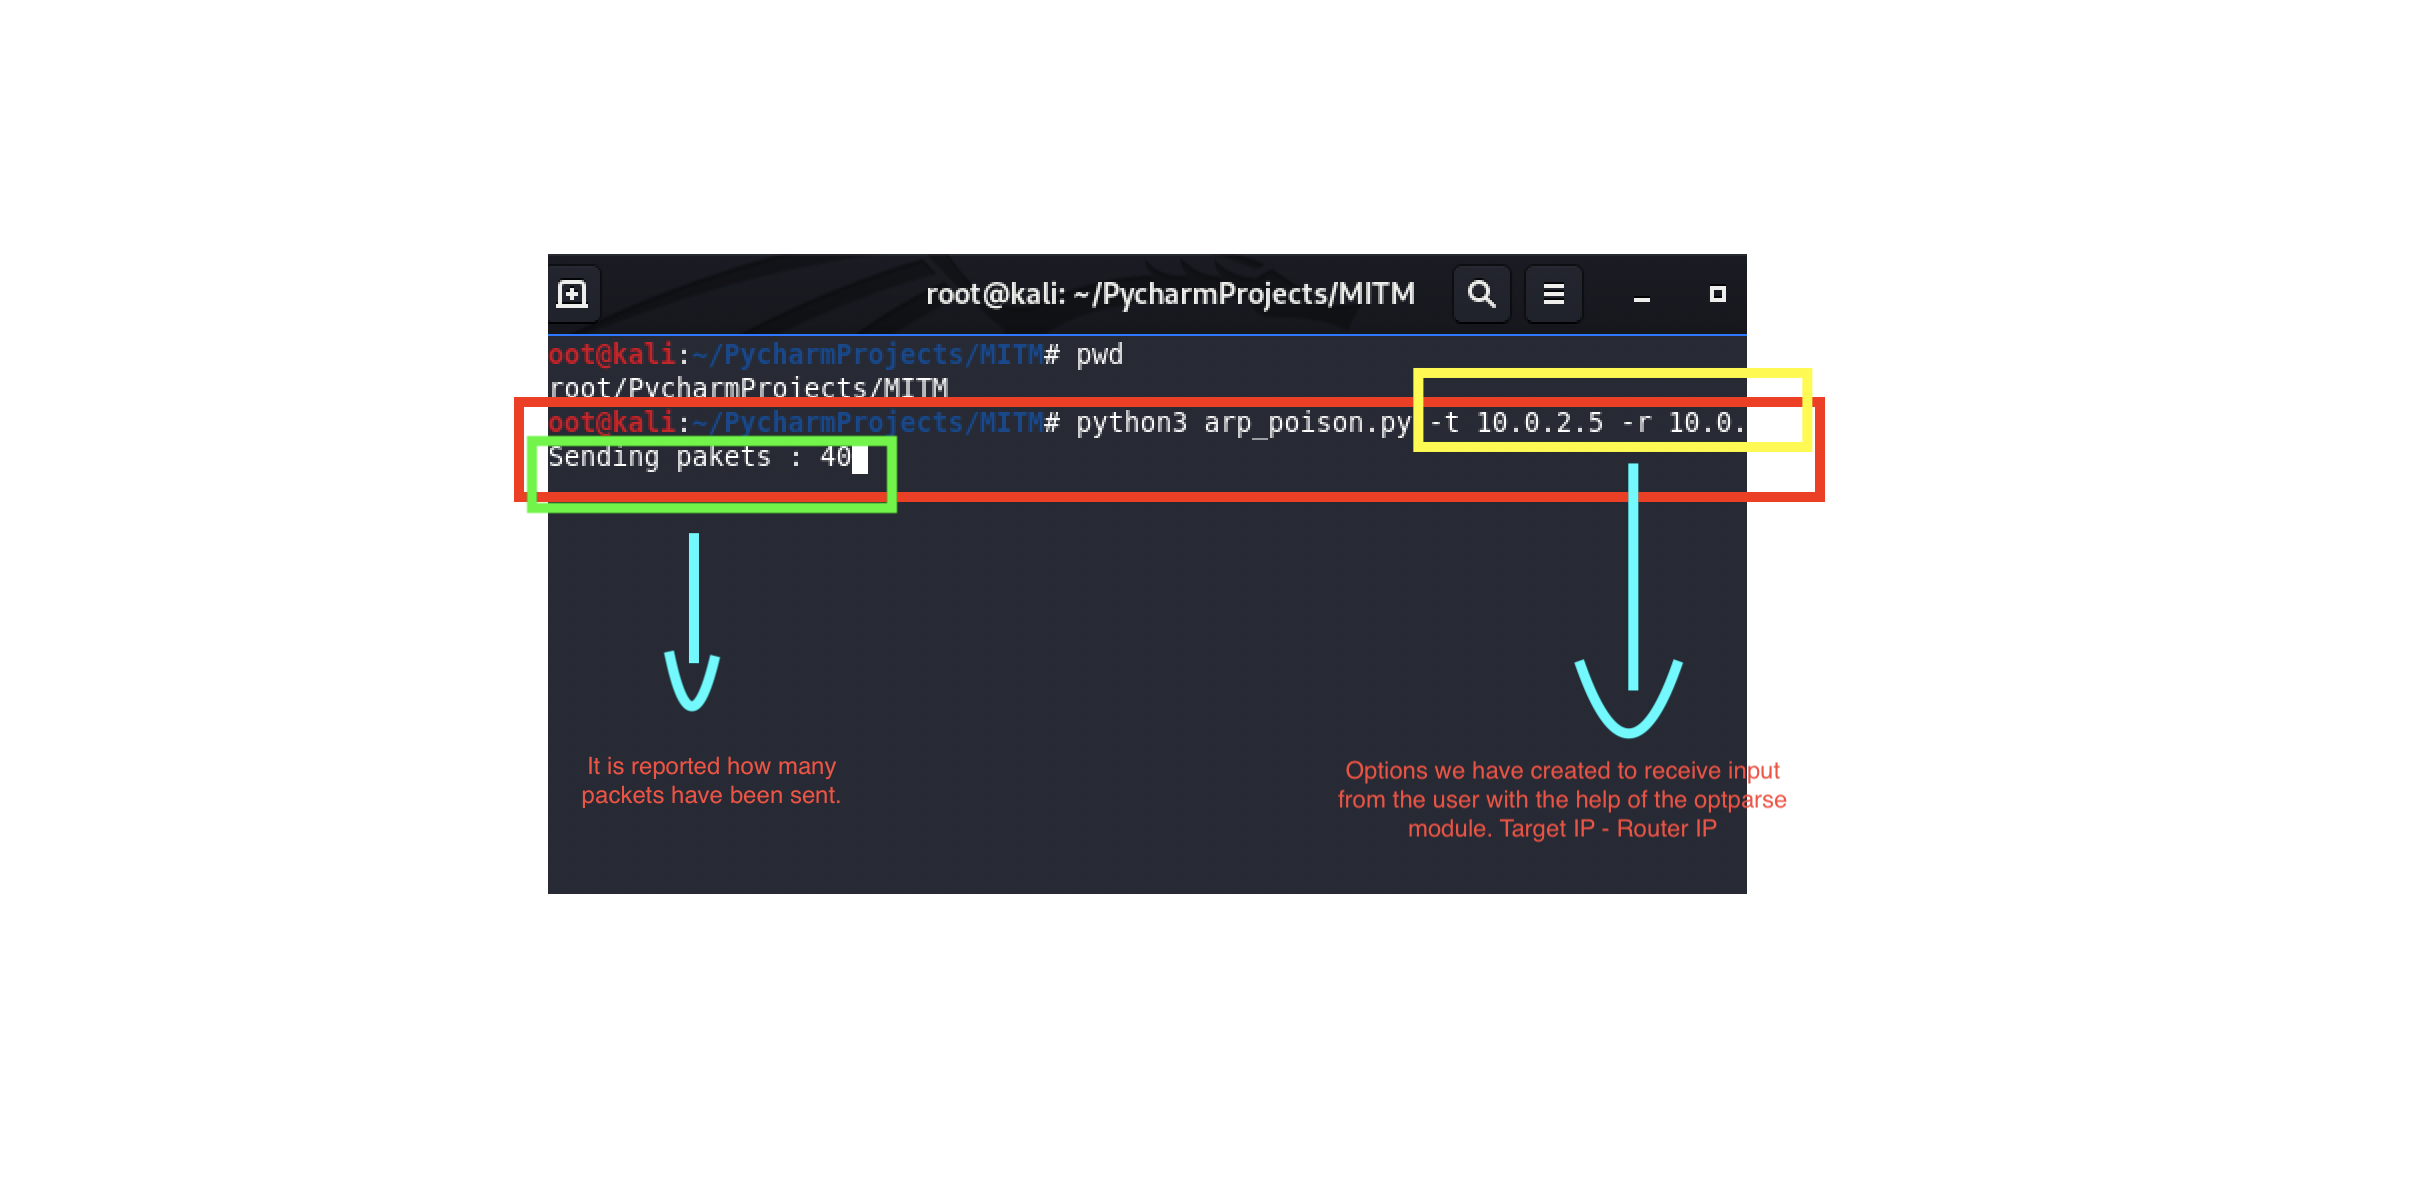 root@kali: ~/PycharmProjects/MITM
oot@kali:~/PycharmProjects/MITM# pwd
root/PycharmProjects/MITM
oot@kali:~/PycharmProjects/MITM# python3 arp_poison.py -t 10.0.2.5 -r 10.0.
Sending pakets : 40
It is reported how many
packets have been sent.
Options we have created to receive input
from the user with the help of the optparse
module. Target IP - Router IP